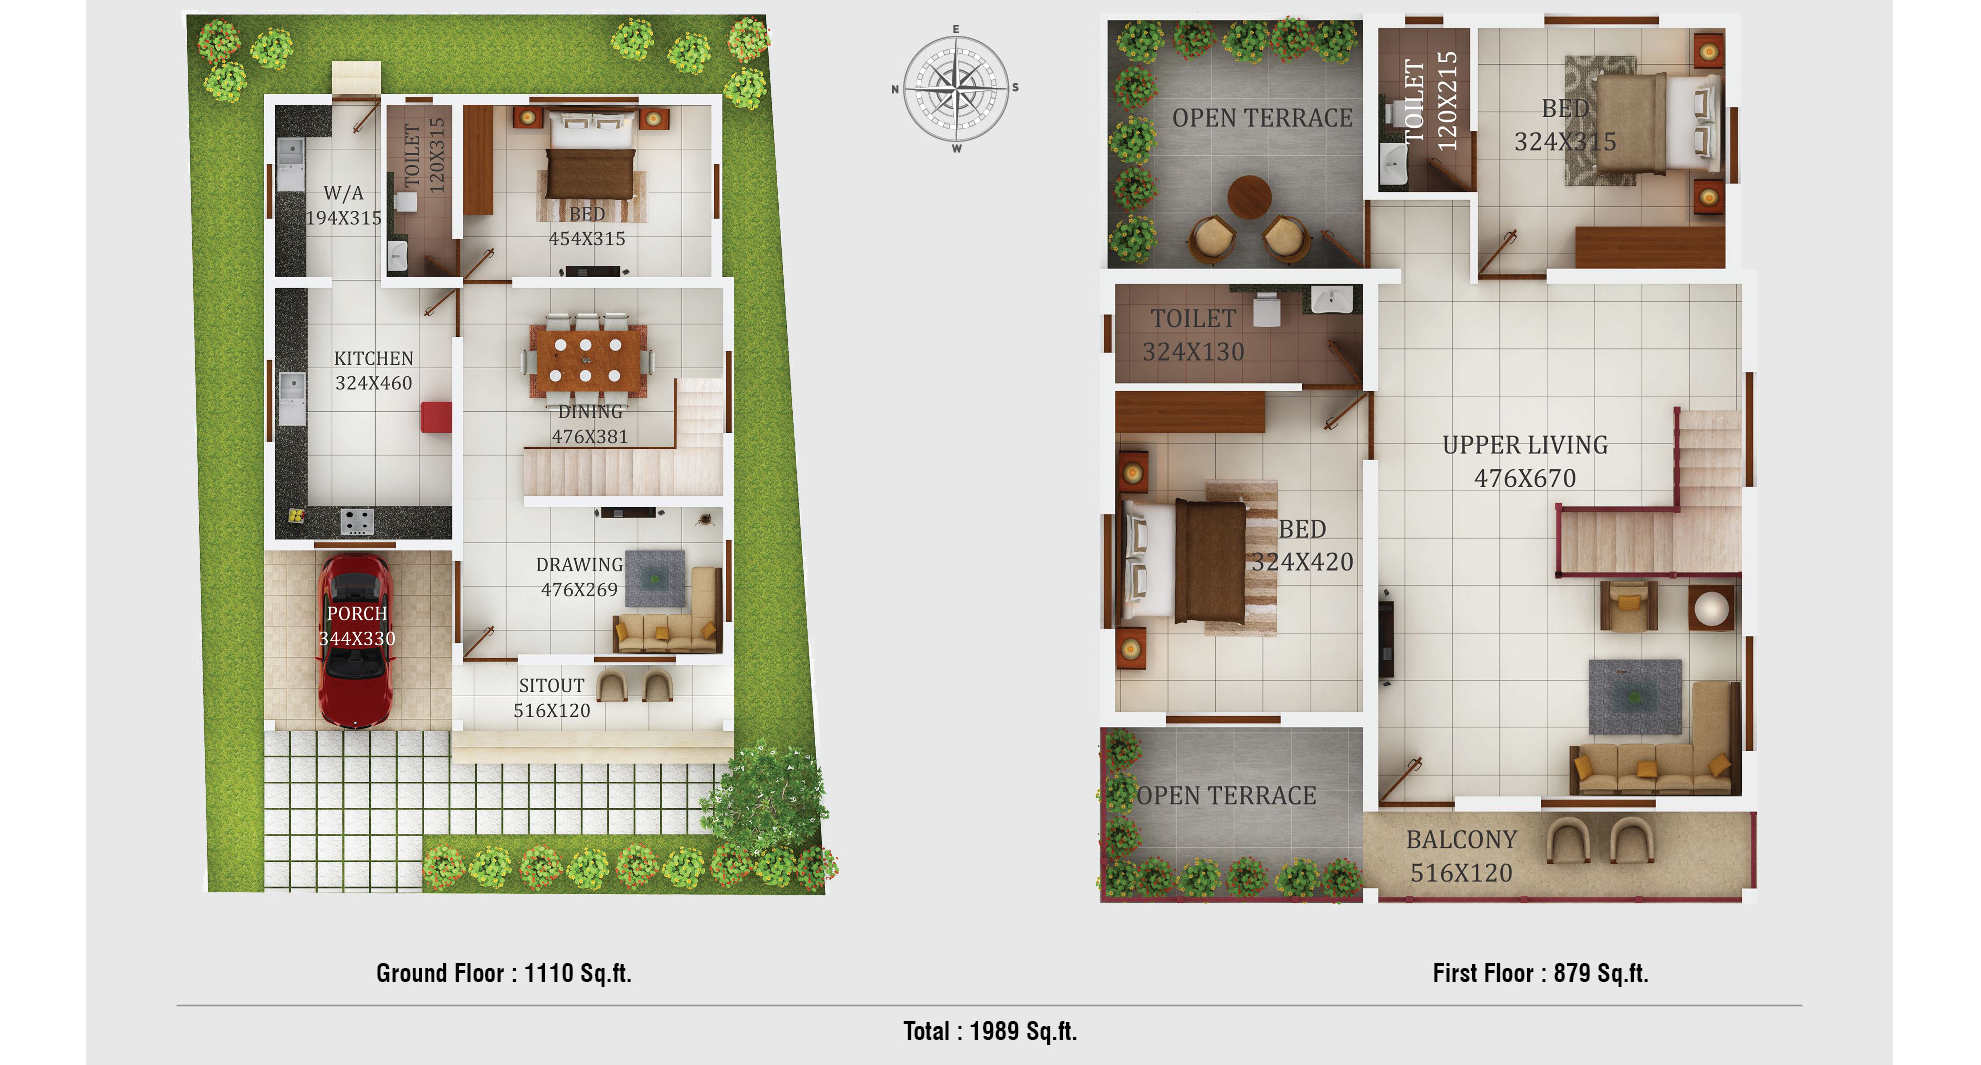 E
N
S
W
W/A
194X315
TOILET
120X315
BED
454X315
KITCHEN
324X460
DINING
476X381
DRAWING
476X269
PORCH
344X330
SITOUT
516X120
OPEN TERRACE
TOILET
120X215
BED
324X315
TOILET
324X130
UPPER LIVING
476X670
BED
324X420
OPEN TERRACE
BALCONY
516X120
Ground Floor : 1110 Sq.ft.
First Floor : 879 Sq.ft.
Total : 1989 Sq.ft.